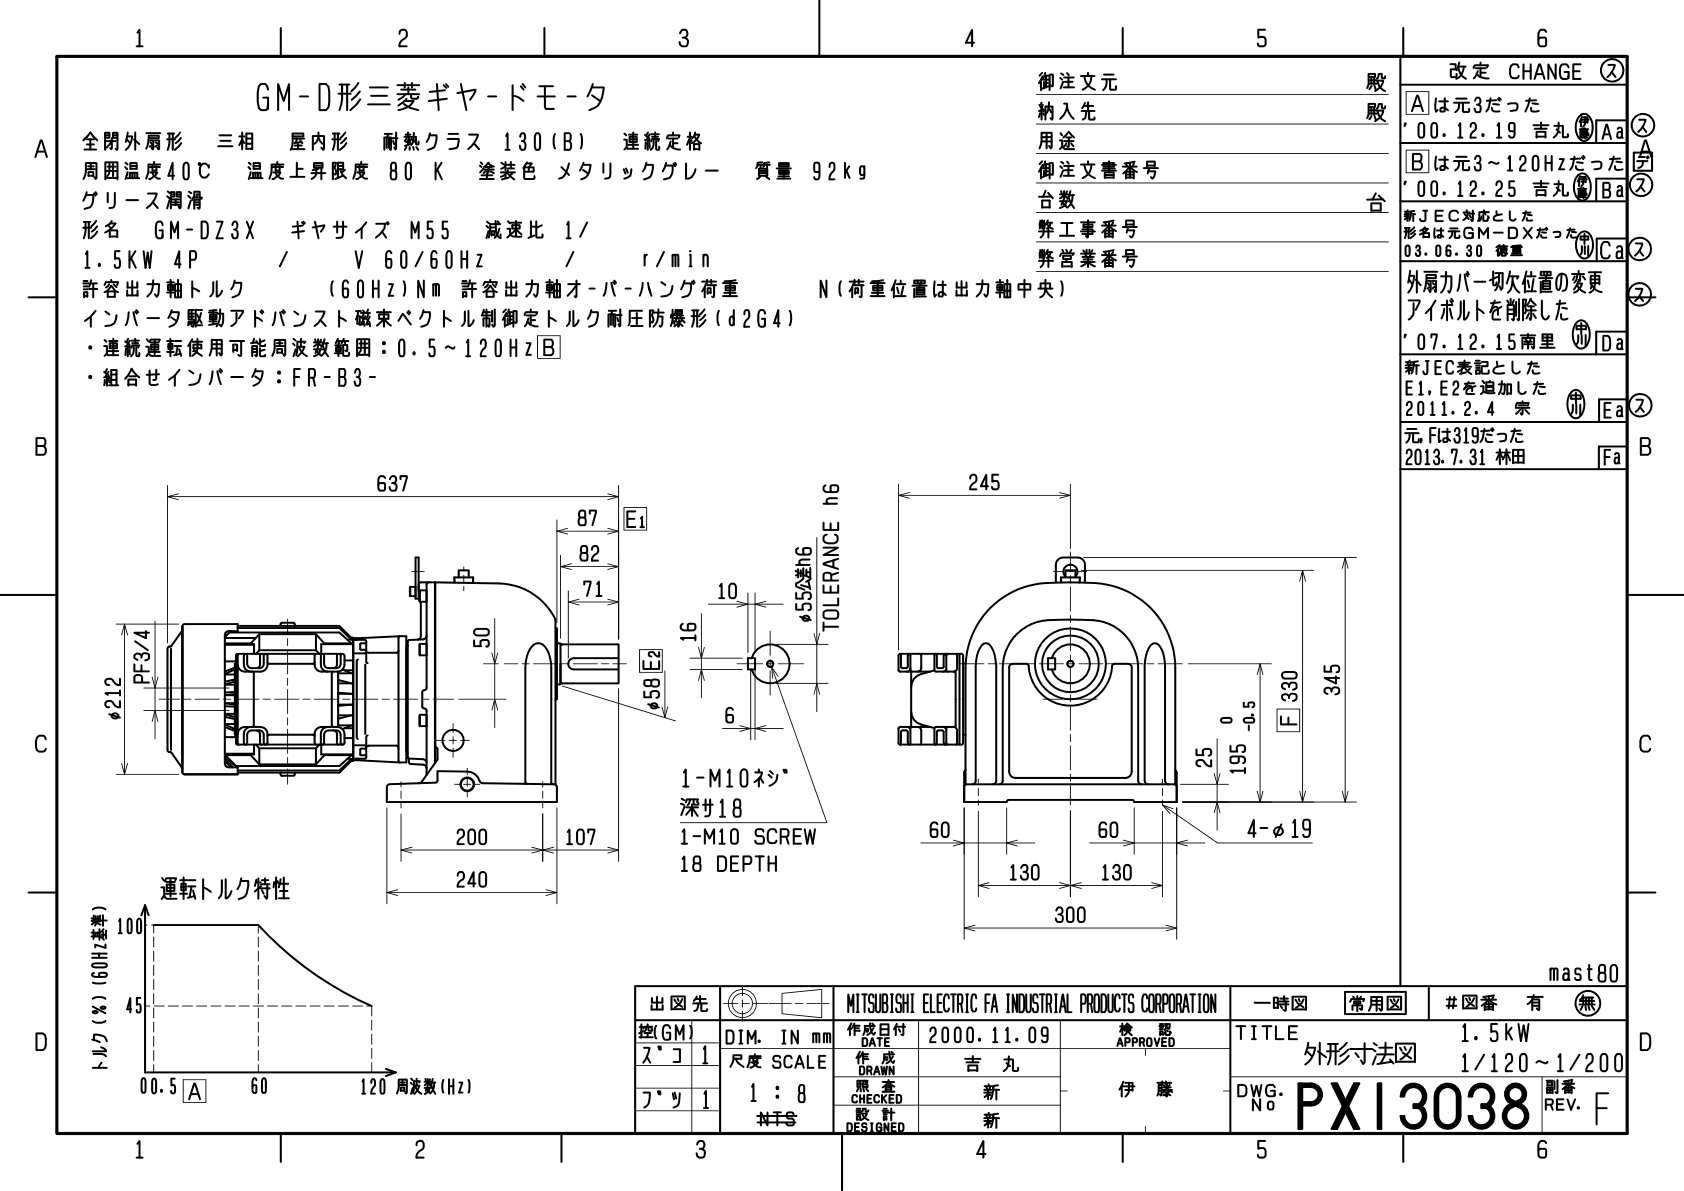 1 2 3 4 5 6
GM-D形三菱ギヤードモータ
全閉外扇形 三相 屋内形 耐熱クラス 130(B) 連続定格
周囲温度40℃ 温度上昇限度 80 K 塗装色 メタリックグレー 質量 92kg
グリース潤滑
形名 GM-DZ3X ギヤサイズ M55 減速比 1/
1.5KW 4P / V 60/60Hz / r/min
許容出力軸トルク (60Hz)Nm 許容出力軸オーバーハング荷重 N(荷重位置は出力軸中央)
インバータ駆動アドバンスト磁束ベクトル制御定トルク耐圧防爆形(d2G4)
・連続運転使用可能周波数範囲:0.5~120Hz B
・組合せインバータ:FR-B3-
御注文元 殿
納入先 殿
用途
御注文書番号
台数 台
弊工事番号
弊営業番号
改定 CHANGE ス
A は元3だった
'00.12.19 吉丸 伊藤 Aa ス
B は元3~120Hzだった
'00.12.25 吉丸 伊藤 Ba ス
新JEC対応とした
形名は元GM-DXだった
03.06.30 徳重 中川 Ca ス
外扇カバー切欠位置の変更
アイボルトを削除した
'07.12.15南里 中川 Da ス
新JEC表記とした
E1,E2を追加した
2011.2.4 宗 中川 Ea ス
元,Fは319だった
2013.7.31 林田 Fa
A
B
C
D
A
B
C
D
637
87 E1
82
71
50
φ58 E2
φ212
PF3/4
200 107
240
10
16
6
φ55公差h6
TOLERANCE h6
1-M10ネジ
深サ18
1-M10 SCREW
18 DEPTH
245
345
F 330
195 0 -0.5
25
60 60
4-φ19
130 130
300
運転トルク特性
トルク(%)(60Hz基準)
100
45
0 0.5 A 60 120 周波数(Hz)
mast80
出図先
控(GM)
ズコ 1
ブツ 1
DIM. IN mm
尺度 SCALE
1 : 8
NTS
MITSUBISHI ELECTRIC FA INDUSTRIAL PRODUCTS CORPORATION
作成日付 DATE 2000.11.09
作成 DRAWN 吉丸
照査 CHECKED 新
設計 DESIGNED 新
検認 APPROVED
伊藤
一時図 常用図 #図番 有 無
TITLE 外形寸法図
1.5kW
1/120~1/200
DWG. No PX13038
副番 REV. F
1 2 3 4 5 6